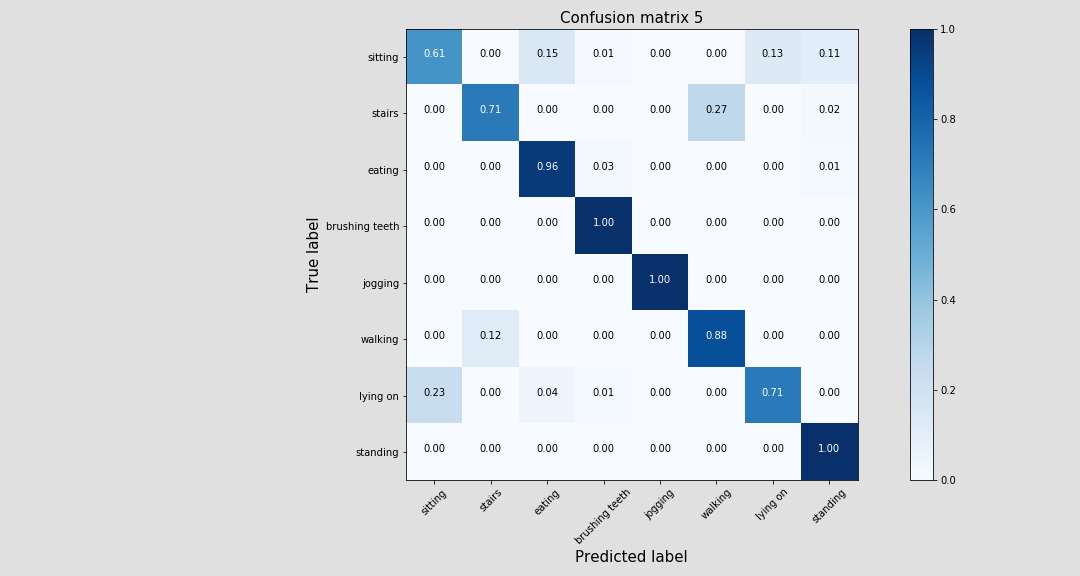 Confusion matrix 5
sitting 0.61 0.00 0.15 0.01 0.00 0.00 0.13 0.11
stairs 0.00 0.71 0.00 0.00 0.00 0.27 0.00 0.02
eating 0.00 0.00 0.96 0.03 0.00 0.00 0.00 0.01
brushing teeth 0.00 0.00 0.00 1.00 0.00 0.00 0.00 0.00
jogging 0.00 0.00 0.00 0.00 1.00 0.00 0.00 0.00
walking 0.00 0.12 0.00 0.00 0.00 0.88 0.00 0.00
lying on 0.23 0.00 0.04 0.01 0.00 0.00 0.71 0.00
standing 0.00 0.00 0.00 0.00 0.00 0.00 0.00 1.00
True label
sitting stairs eating brushing teeth jogging walking lying on standing
Predicted label
1.0
0.8
0.6
0.4
0.2
0.0